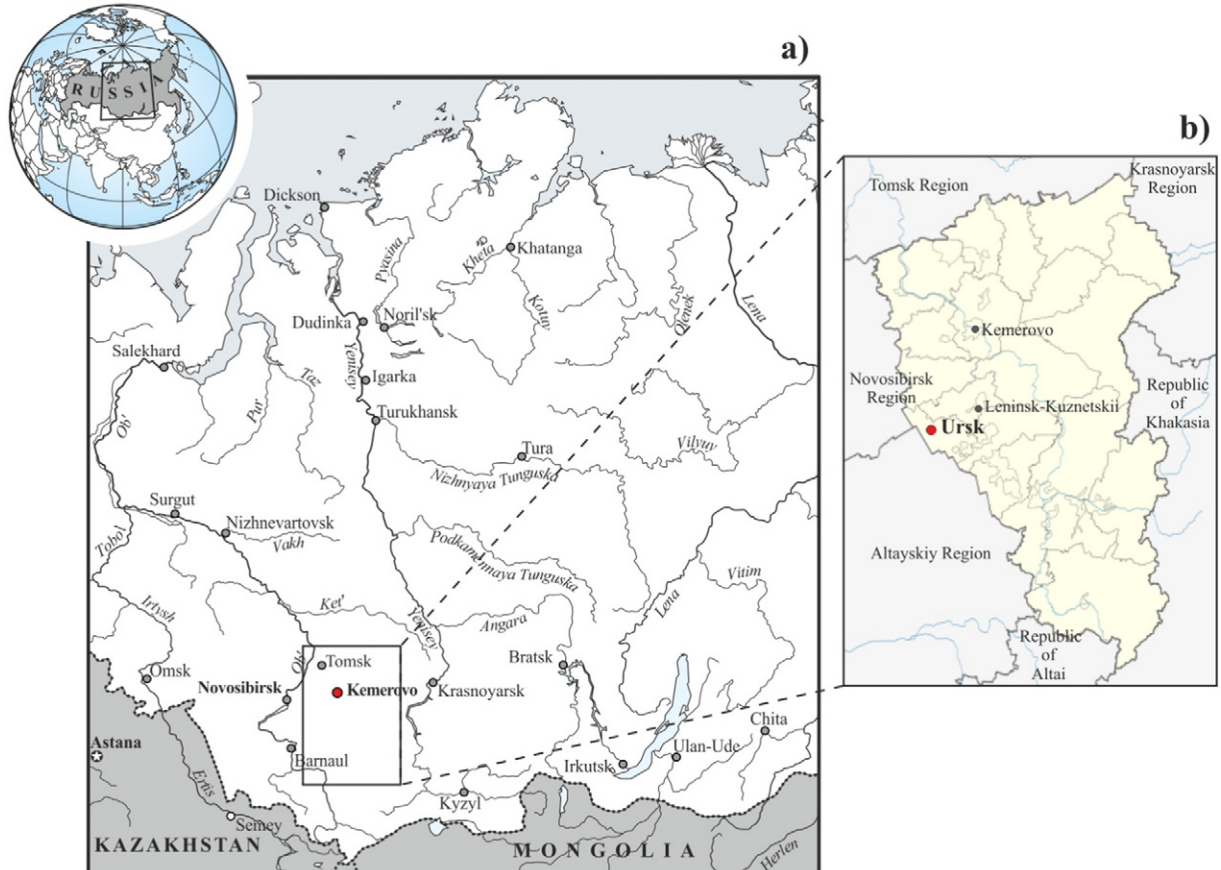 a)
RUSSIA
b)
Tomsk Region
Krasnoyarsk
Region
Dickson
Pyasina
Kheta
Khatanga
Kotuy
Olenek
Lena
Dudinka
Noril'sk
Kemerovo
Salekhard
Yenisey
Igarka
Taz
Pur
Novosibirsk
Region
Republic
of
Khakasia
Leninsk-Kuznetskii
Ursk
Ob'
Turukhansk
Tura
Vilyuy
Nizhnyaya Tunguska
Surgut
Nizhnevartovsk
Vakh
Tobol
Podkamennaya Tunguska
Altayskiy Region
Vitim
Irtysh
Ket'
Yenisey
Angara
Lena
Republic
of
Altai
Ob'
Tomsk
Bratsk
Omsk
Novosibirsk
Kemerovo
Krasnoyarsk
Chita
Astana
Barnaul
Irkutsk
Ulan-Ude
Ertis
Kyzyl
Semey
KAZAKHSTAN
MONGOLIA
Herlen